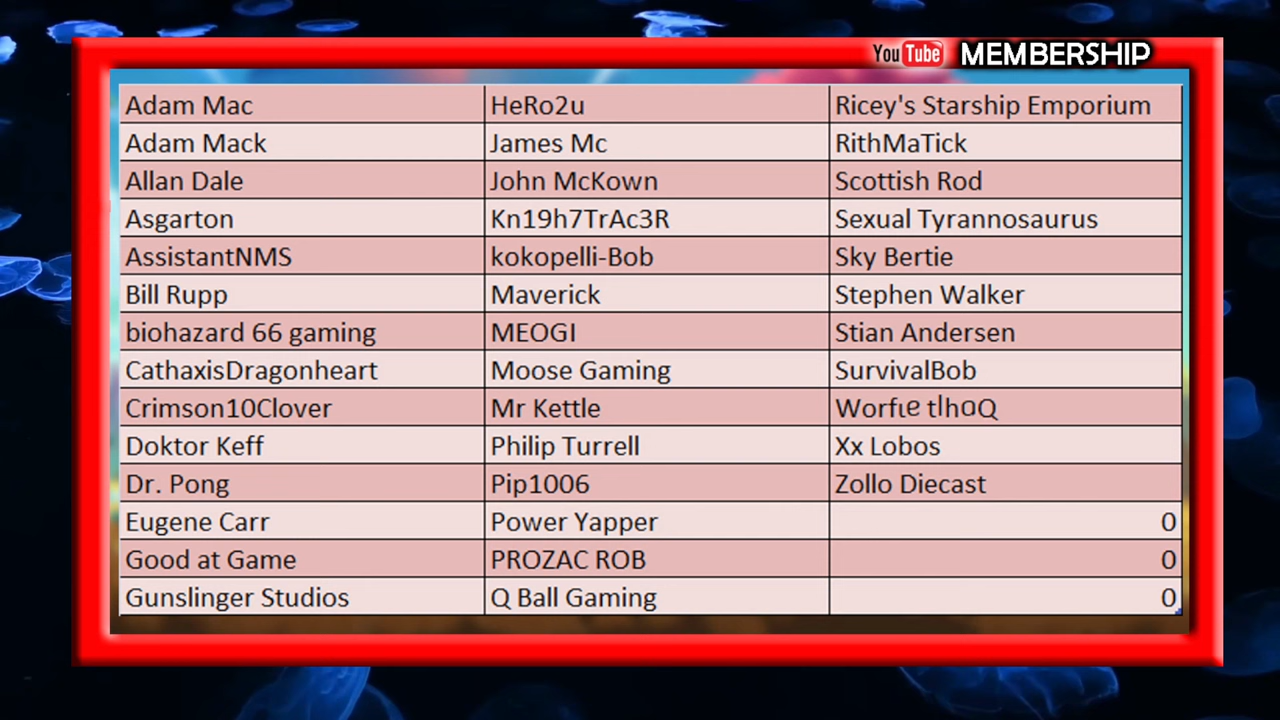 YouTube MEMBERSHIP
Adam Mac HeRo2u Ricey's Starship Emporium
Adam Mack James Mc RithMaTick
Allan Dale John McKown Scottish Rod
Asgarton Kn19h7TrAc3R Sexual Tyrannosaurus
AssistantNMS kokopelli-Bob Sky Bertie
Bill Rupp Maverick Stephen Walker
biohazard 66 gaming MEOGI Stian Andersen
CathaxisDragonheart Moose Gaming SurvivalBob
Crimson10Clover Mr Kettle Worfɩҽ tlhɑQ
Doktor Keff Philip Turrell Xx Lobos
Dr. Pong Pip1006 Zollo Diecast
Eugene Carr Power Yapper 0
Good at Game PROZAC ROB 0
Gunslinger Studios Q Ball Gaming 0